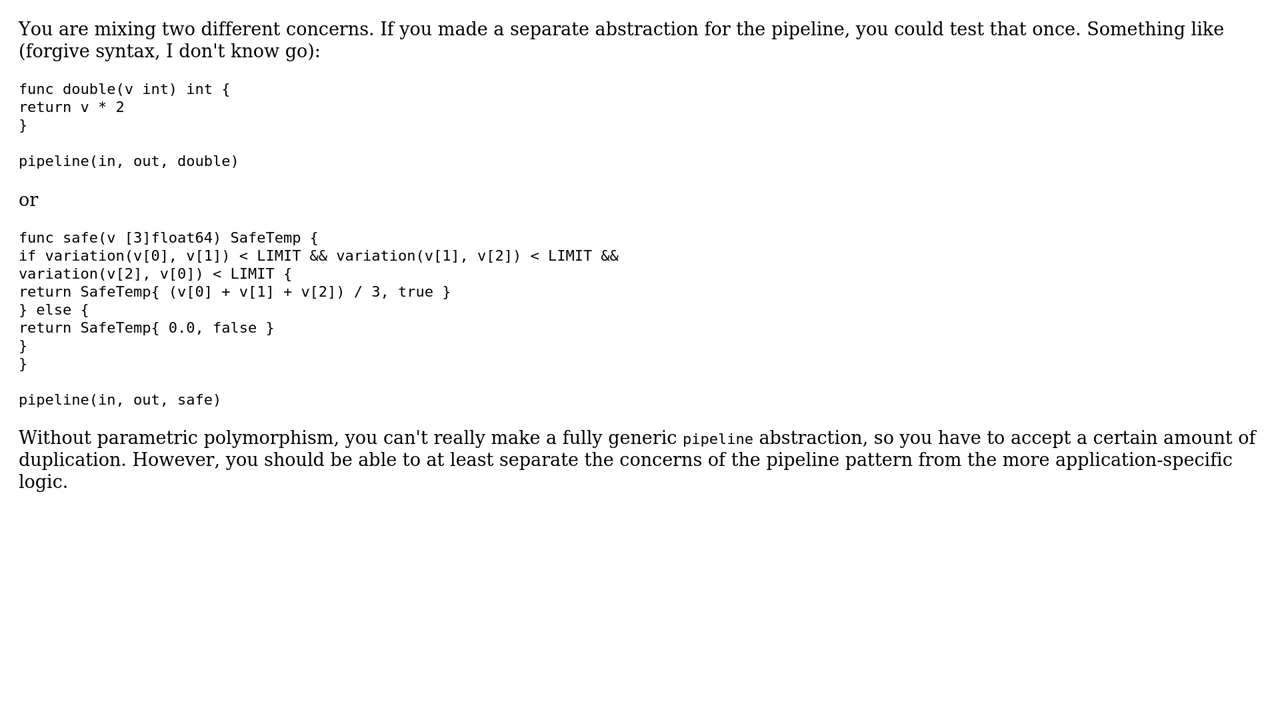 You are mixing two different concerns. If you made a separate abstraction for the pipeline, you could test that once. Something like
(forgive syntax, I don't know go):
func double(v int) int {
return v * 2
}
pipeline(in, out, double)
or
func safe(v [3]float64) SafeTemp {
if variation(v[0], v[1]) < LIMIT && variation(v[1], v[2]) < LIMIT &&
variation(v[2], v[0]) < LIMIT {
return SafeTemp{ (v[0] + v[1] + v[2]) / 3, true }
} else {
return SafeTemp{ 0.0, false }
}
}
pipeline(in, out, safe)
Without parametric polymorphism, you can't really make a fully generic pipeline abstraction, so you have to accept a certain amount of
duplication. However, you should be able to at least separate the concerns of the pipeline pattern from the more application-specific
logic.